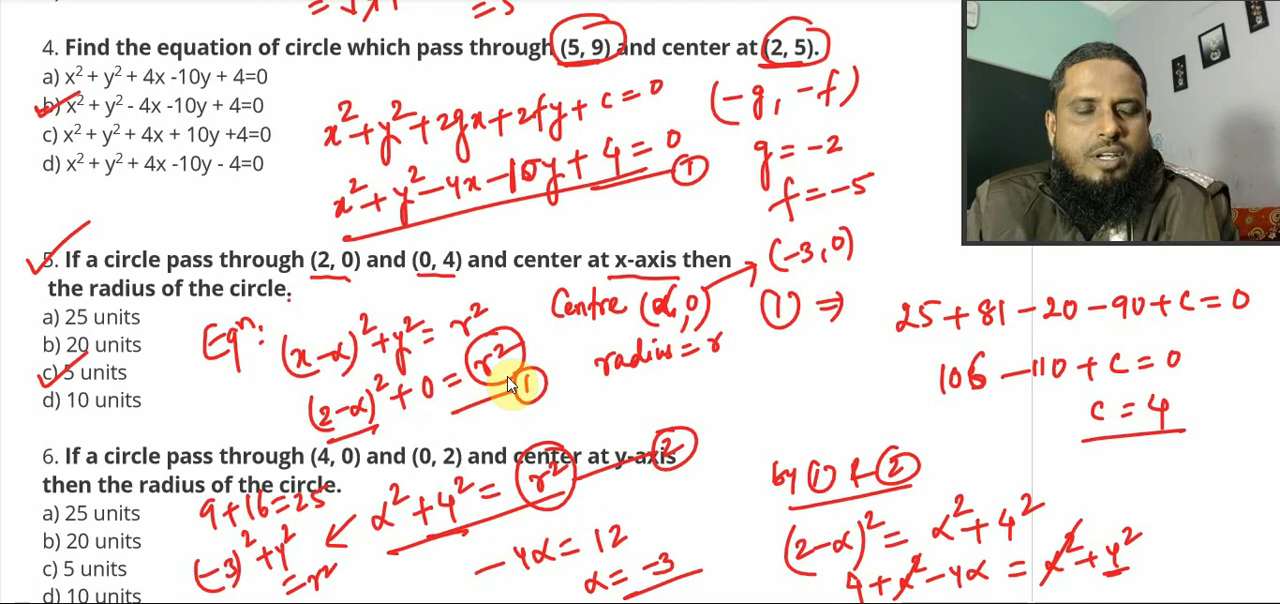 = 5
4. Find the equation of circle which pass through (5, 9) and center at (2, 5).
a) x² + y² + 4x -10y + 4=0
b) x² + y² - 4x -10y + 4=0
c) x² + y² + 4x + 10y +4=0
d) x² + y² + 4x -10y - 4=0
x² + y² + 2gx + 2fy + c = 0
x² + y² - 4x - 10y + 4 = 0 ①
(-g, -f)
g = -2
f = -5
5. If a circle pass through (2, 0) and (0, 4) and center at x-axis then
the radius of the circle.
a) 25 units
b) 20 units
c) 5 units
d) 10 units
Eqⁿ: (x-α)² + y² = r²
(2-α)² + 0 = r² ①
Centre (α, 0)
radius = r
(-3, 0)
① ⇒ 25 + 81 - 20 - 90 + c = 0
106 - 110 + c = 0
c = 4
6. If a circle pass through (4, 0) and (0, 2) and center at y-axis
then the radius of the circle.
a) 25 units
b) 20 units
c) 5 units
d) 10 units
α² + 4² = r² ②
9 + 16 = 25
(-3)² + 4²
= r²
- 4α = 12
α = -3
by ① & ②
(2-α)² = α² + 4²
4 + α² - 4α = α² + 4²